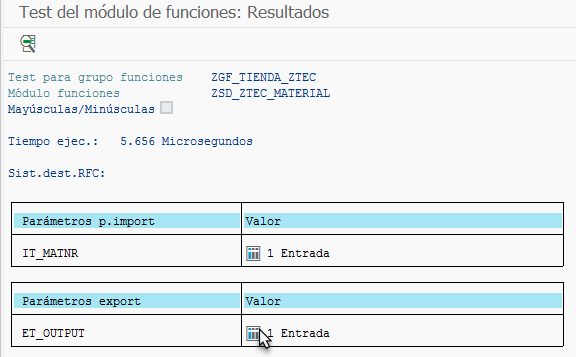 Test del módulo de funciones: Resultados
Test para grupo funciones ZGF_TIENDA_ZTEC
Módulo funciones ZSD_ZTEC_MATERIAL
Mayúsculas/Minúsculas
Tiempo ejec.: 5.656 Microsegundos
Sist.dest.RFC:
Parámetros p.import Valor
IT_MATNR 1 Entrada
Parámetros export Valor
ET_OUTPUT 1 Entrada